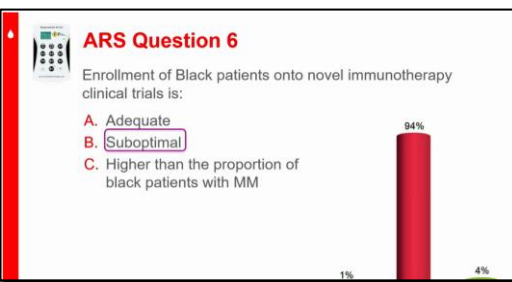 ARS Question 6
Enrollment of Black patients onto novel immunotherapy
clinical trials is:
A. Adequate
B. Suboptimal
C. Higher than the proportion of
black patients with MM
94%
1%
4%